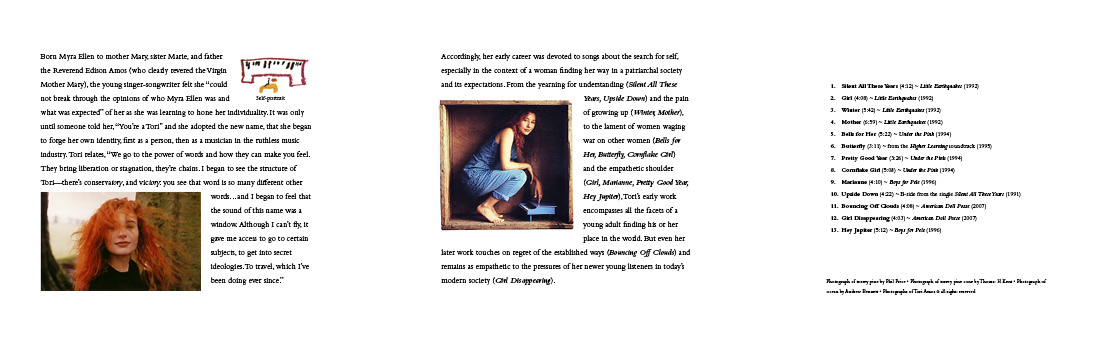 Born Myra Ellen to mother Mary, sister Marie, and father
the Reverend Edison Amos (who clearly revered the Virgin
Mother Mary), the young singer-songwriter felt she “could
not break through the opinions of who Myra Ellen was and
what was expected” of her as she was learning to hone her individuality. It was only
until someone told her, “You’re a Tori” and she adopted the new name, that she began
to forge her own identity, first as a person, then as a musician in the ruthless music
industry. Tori relates, “We go to the power of words and how they can make you feel.
They bring liberation or stagnation, they’re chains. I began to see the structure of
Tori—there’s conservatory, and victory: you see that word is so many different other
words…and I began to feel that
the sound of this name was a
window. Although I can’t fly, it
gave me access to go to certain
subjects, to get into secret
ideologies. To travel, which I’ve
been doing ever since.”
Self-portrait
Accordingly, her early career was devoted to songs about the search for self,
especially in the context of a woman finding her way in a patriarchal society
and its expectations. From the yearning for understanding (Silent All These
Years, Upside Down) and the pain
of growing up (Winter, Mother),
to the lament of women waging
war on other women (Bells for
Her, Butterfly, Cornflake Girl)
and the empathetic shoulder
(Girl, Marianne, Pretty Good Year,
Hey Jupiter), Tori’s early work
encompasses all the facets of a
young adult finding his or her
place in the world. But even her
later work touches on regret of the established ways (Bouncing Off Clouds) and
remains as empathetic to the pressures of her newer young listeners in today’s
modern society (Girl Disappearing).
1. Silent All These Years (4:12) ~ Little Earthquakes (1992)
2. Girl (4:08) ~ Little Earthquakes (1992)
3. Winter (5:42) ~ Little Earthquakes (1992)
4. Mother (6:59) ~ Little Earthquakes (1992)
5. Bells for Her (5:22) ~ Under the Pink (1994)
6. Butterfly (3:11) ~ from the Higher Learning soundtrack (1995)
7. Pretty Good Year (3:26) ~ Under the Pink (1994)
8. Cornflake Girl (5:08) ~ Under the Pink (1994)
9. Marianne (4:10) ~ Boys for Pele (1996)
10. Upside Down (4:22) ~ B-side from the single Silent All These Years (1991)
11. Bouncing Off Clouds (4:08) ~ American Doll Posse (2007)
12. Girl Disappearing (4:03) ~ American Doll Posse (2007)
13. Hey Jupiter (5:12) ~ Boys for Pele (1996)
Photograph of pine by Phil Price • Photograph of pine cone by Thomas H Kent • Photograph of
by Andrew • Photographs of Tori Amos © all rights reserved